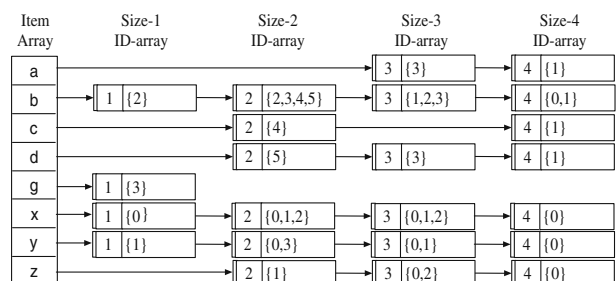 Item Array Size-1 ID-array Size-2 ID-array Size-3 ID-array Size-4 ID-array
a 3 {3} 4 {1}
b 1 {2} 2 {2,3,4,5} 3 {1,2,3} 4 {0,1}
c 2 {4} 4 {1}
d 2 {5} 3 {3} 4 {1}
g 1 {3}
x 1 {0} 2 {0,1,2} 3 {0,1,2} 4 {0}
y 1 {1} 2 {0,3} 3 {0,1} 4 {0}
z 2 {1} 3 {0,2} 4 {0}